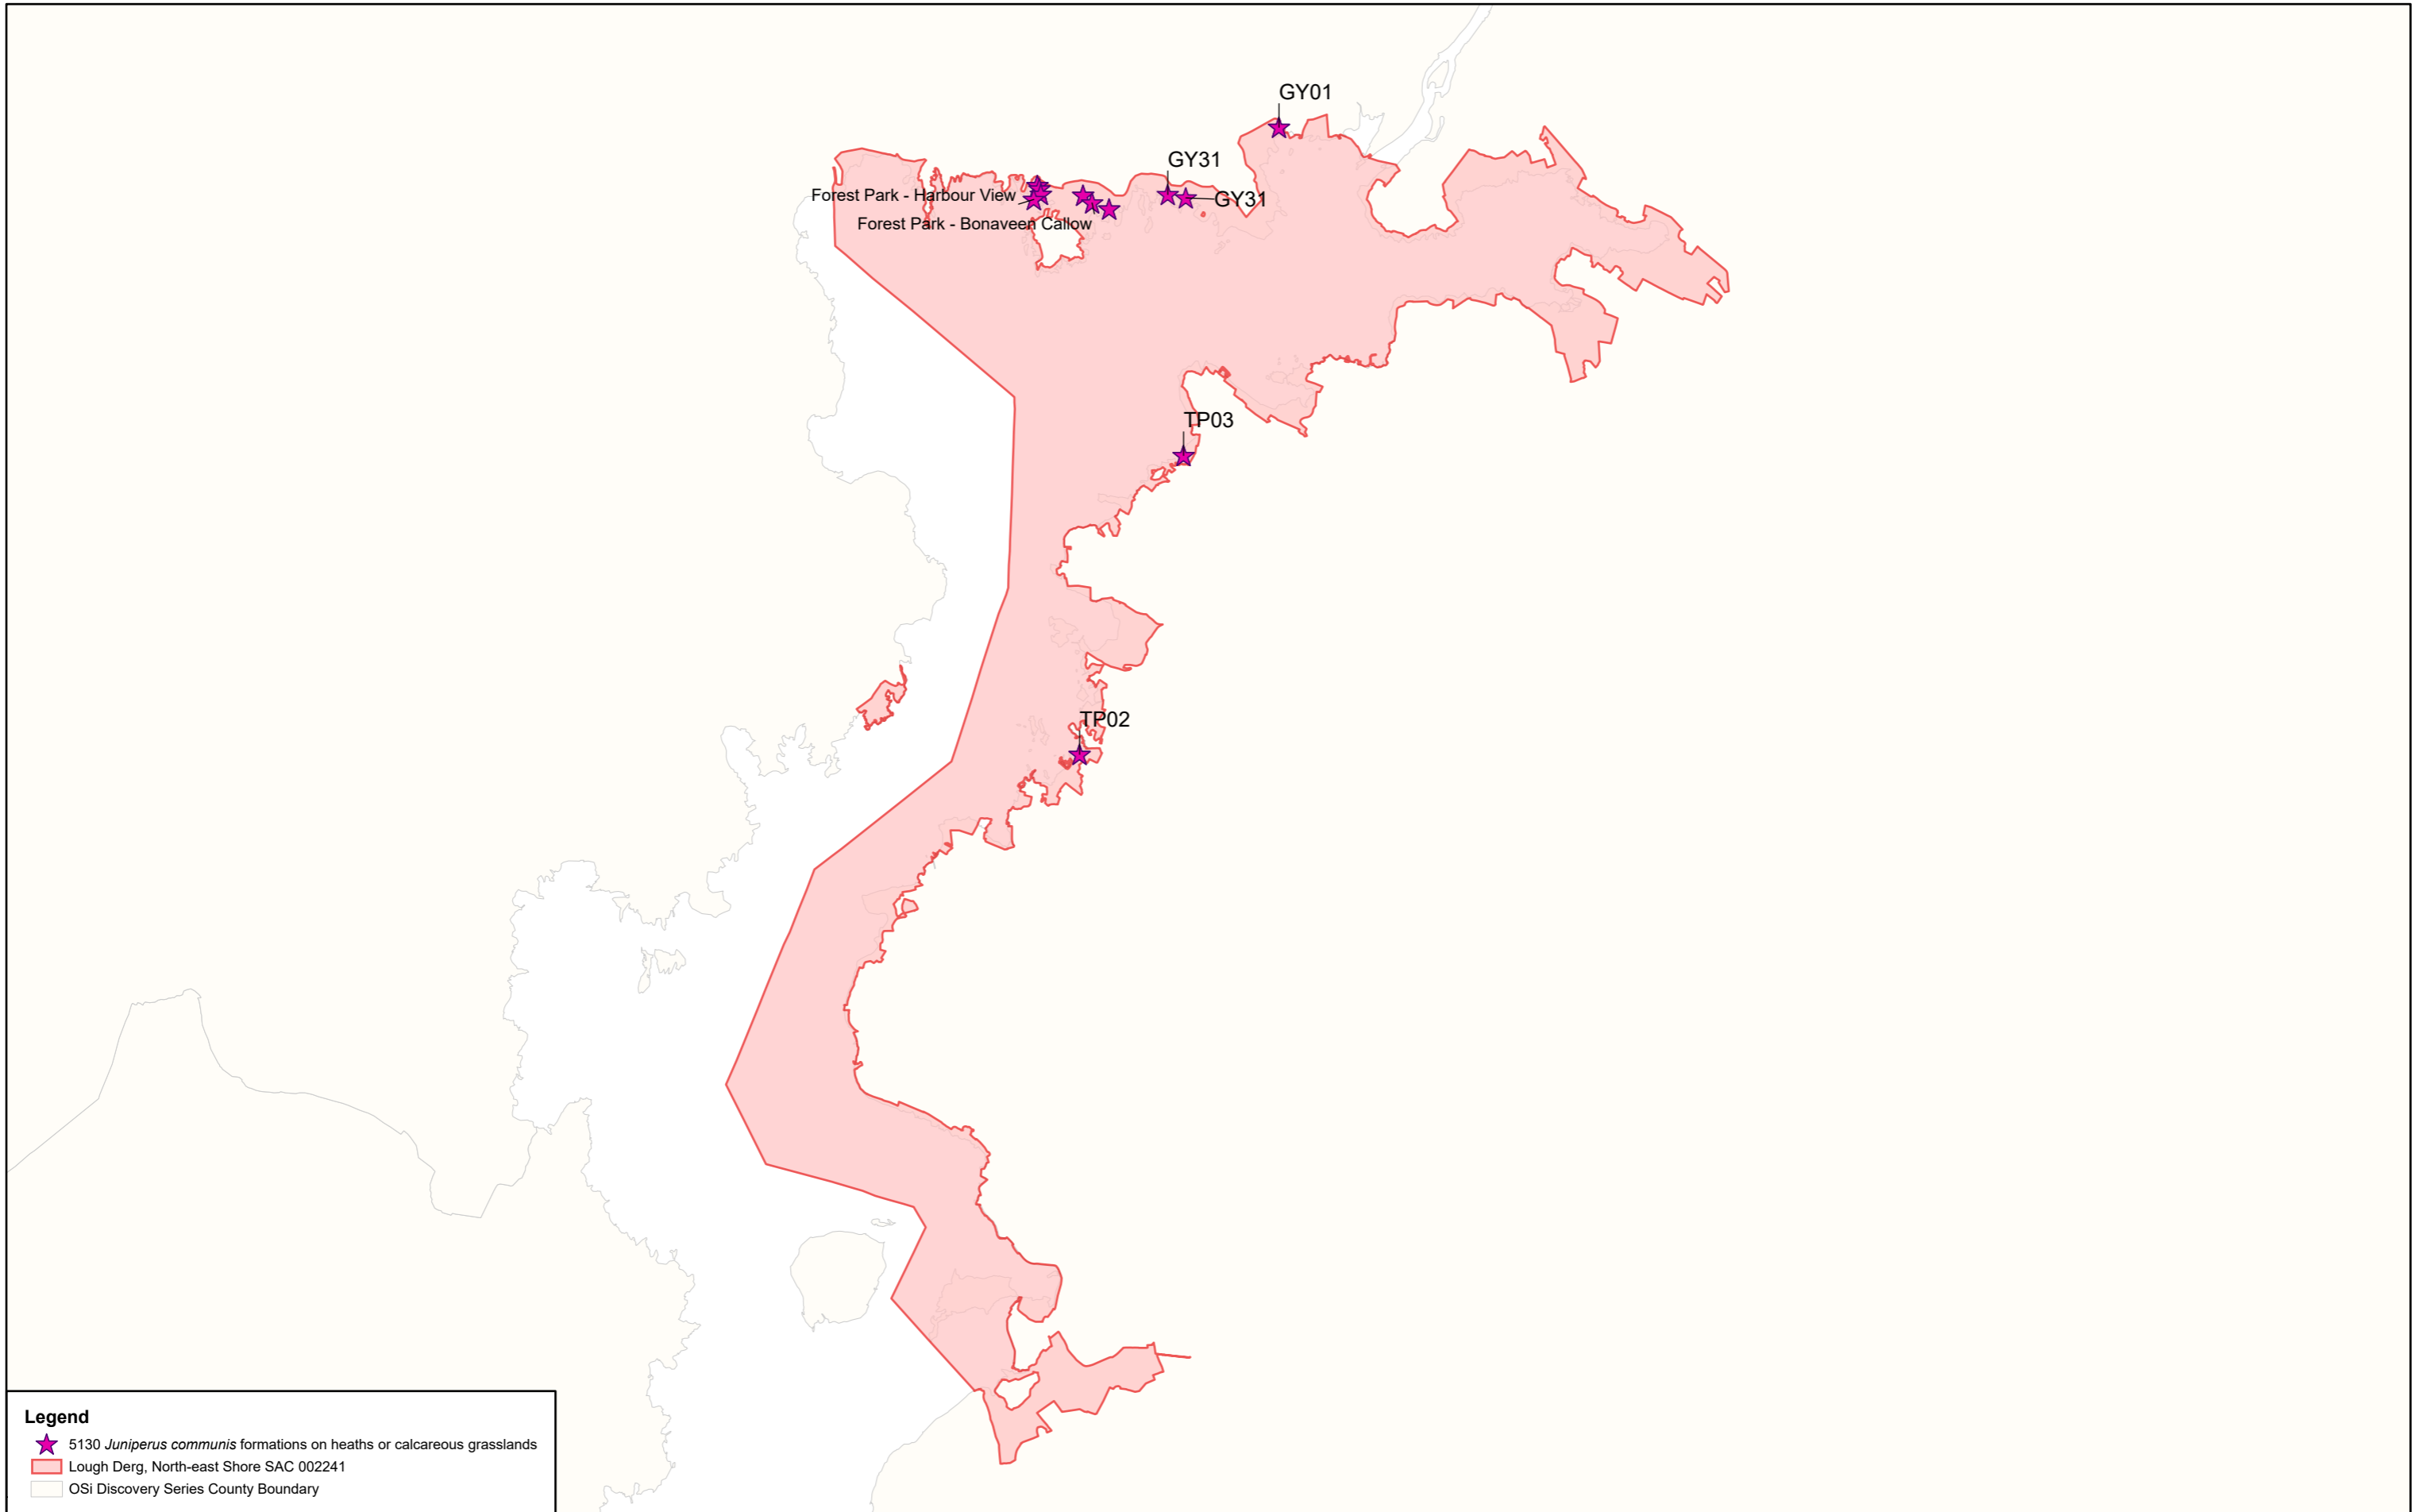 GY01
GY31
Forest Park - Harbour View
GY31
Forest Park - Bonaveen Callow
TP03
TP02
Legend
5130 Juniperus communis formations on heaths or calcareous grasslands
Lough Derg, North-east Shore SAC 002241
OSi Discovery Series County Boundary